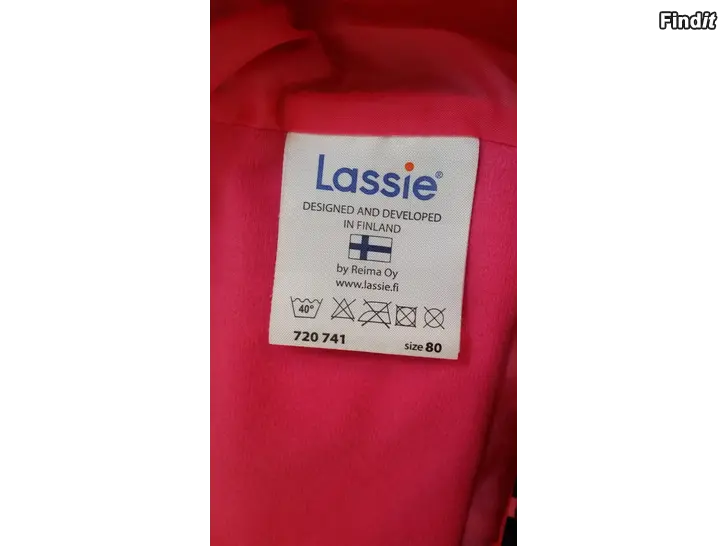 Findit
Lassie®
DESIGNED AND DEVELOPED
IN FINLAND
by Reima Oy
www.lassie.fi
40°
720 741
size 80